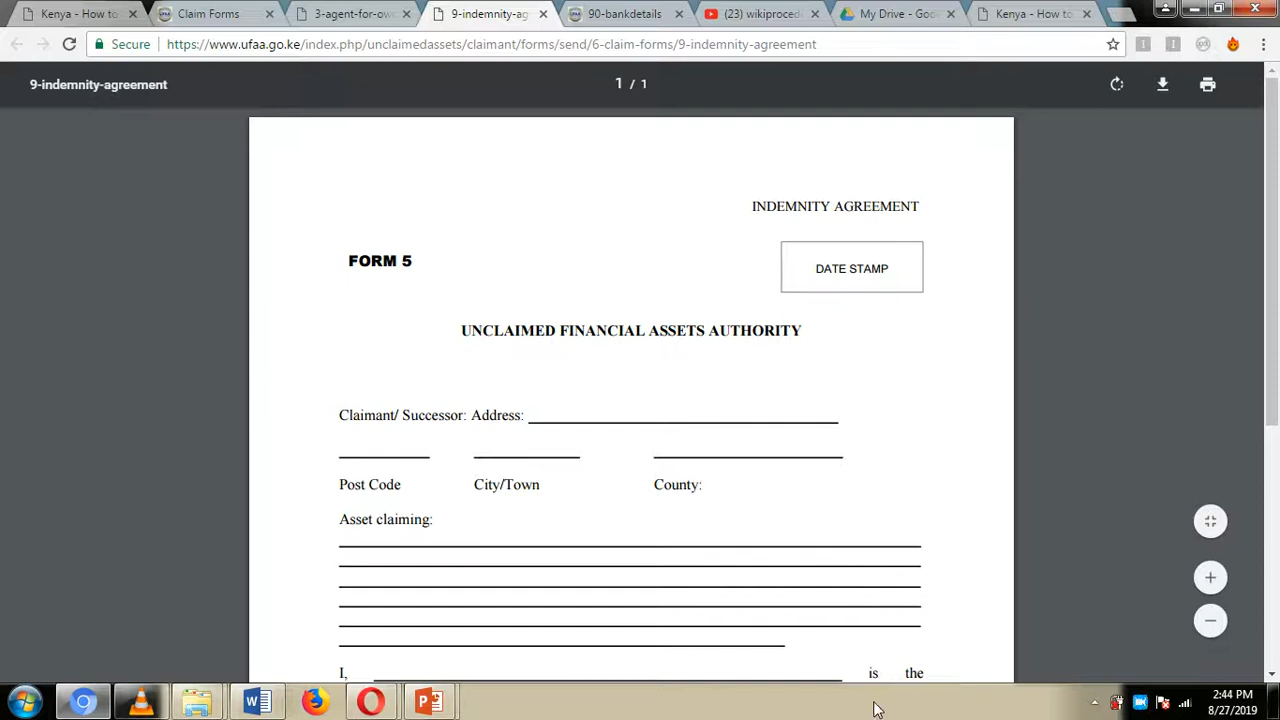 Kenya - How to
Claim Forms
3-agent-for-ow
9-indemnity-ag
90-bankdetails
(23) wikiproced
My Drive - Goo
Kenya - How to
Secure
https://www.ufaa.go.ke/index.php/unclaimedassets/claimant/forms/send/6-claim-forms/9-indemnity-agreement
9-indemnity-agreement
1 / 1
INDEMNITY AGREEMENT
FORM 5
DATE STAMP
UNCLAIMED FINANCIAL ASSETS AUTHORITY
Claimant/ Successor: Address:
Post Code City/Town County:
Asset claiming:
I, is the
2:44 PM
8/27/2019